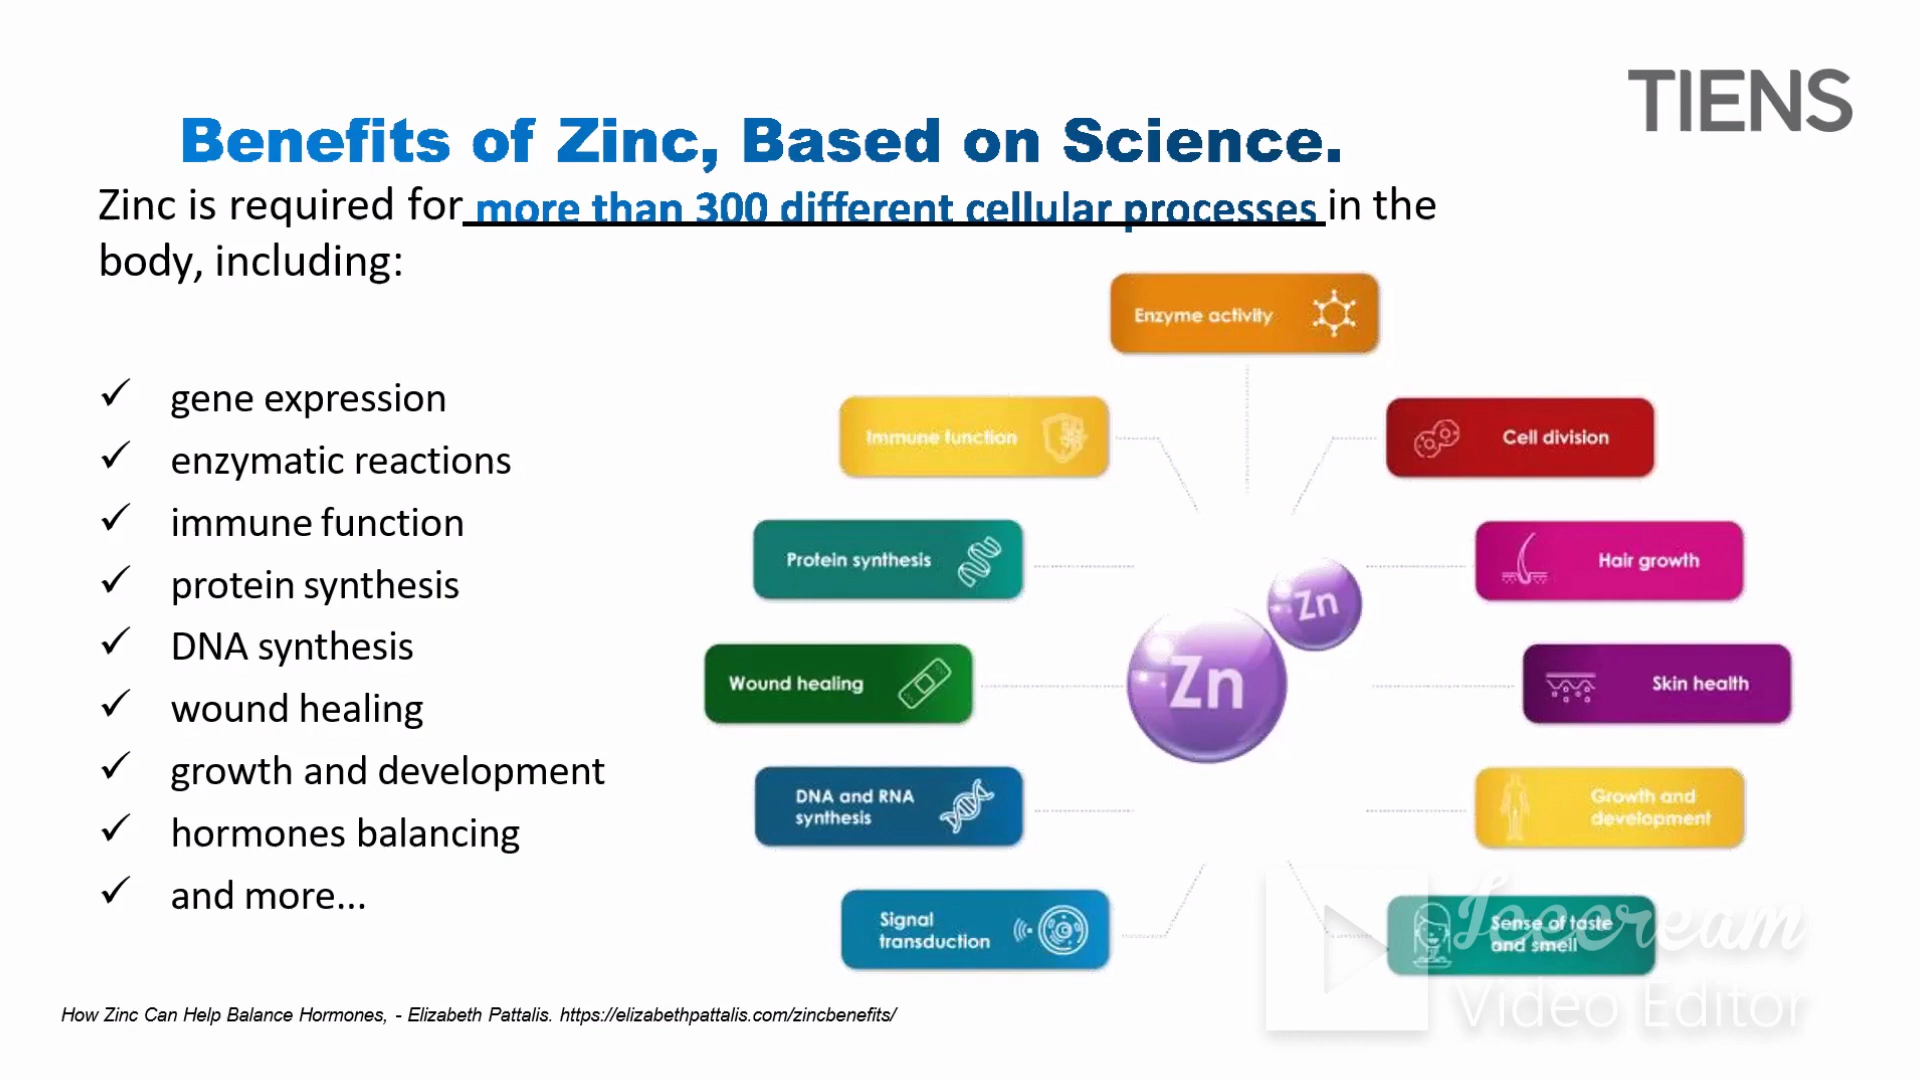 TIENS
Benefits of Zinc, Based on Science.
Zinc is required for more than 300 different cellular processes in the
body, including:
gene expression
enzymatic reactions
immune function
protein synthesis
DNA synthesis
wound healing
growth and development
hormones balancing
and more...
Enzyme activity
Immune function
Cell division
Protein synthesis
Hair growth
Zn
Zn
Wound healing
Skin health
DNA and RNA
synthesis
Growth and
development
Signal
transduction
Sense of taste
and smell
Icecream
Video Editor
How Zinc Can Help Balance Hormones, - Elizabeth Pattalis. https://elizabethpattalis.com/zincbenefits/